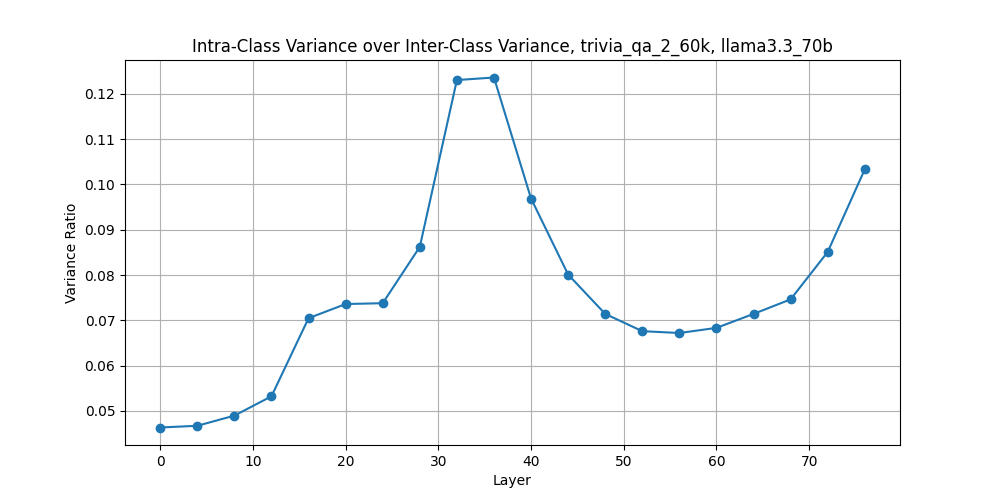 Intra-Class Variance over Inter-Class Variance, trivia_qa_2_60k, llama3.3_70b
0.12
0.11
0.10
0.09
0.08
0.07
0.06
0.05
Variance Ratio
0 10 20 30 40 50 60 70
Layer